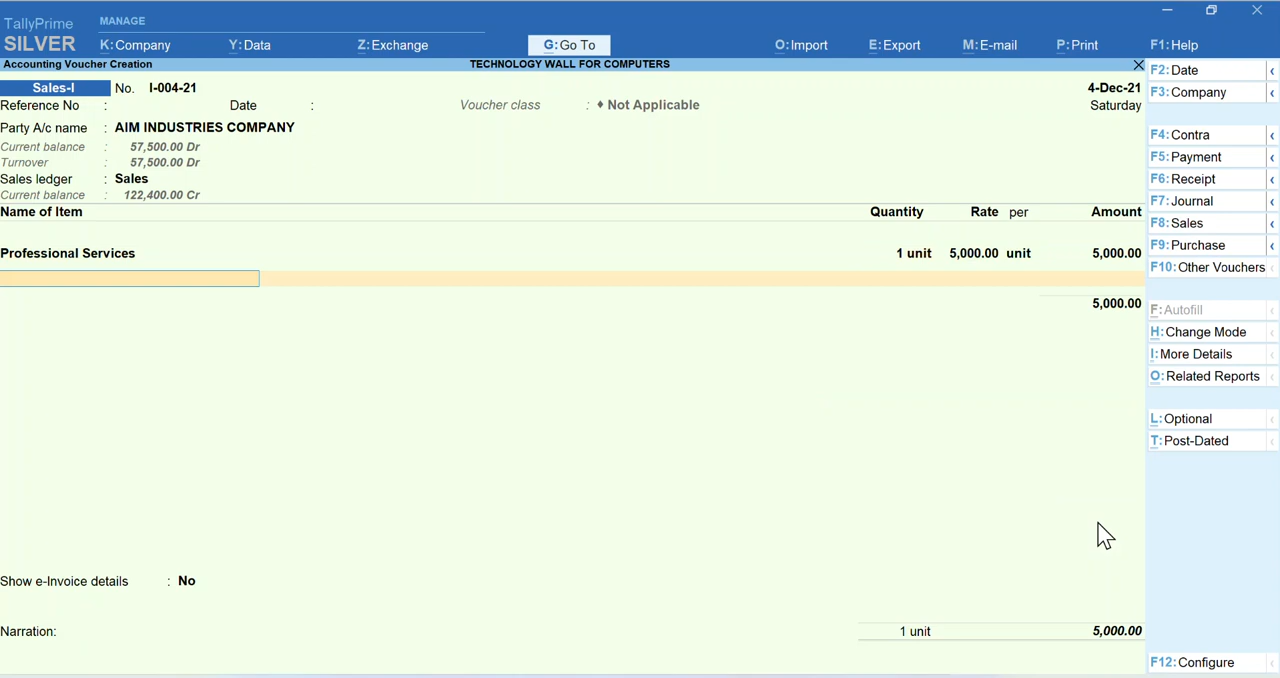 TallyPrime MANAGE
SILVER K:Company Y:Data Z:Exchange G:Go To O:Import E:Export M:E-mail P:Print F1:Help
Accounting Voucher Creation TECHNOLOGY WALL FOR COMPUTERS
F2:Date
Sales-I No. I-004-21 4-Dec-21
F3:Company
Reference No : Date : Voucher class : ♦ Not Applicable Saturday
Party A/c name : AIM INDUSTRIES COMPANY
F4:Contra
Current balance : 57,500.00 Dr
F5:Payment
Turnover : 57,500.00 Dr
Sales ledger : Sales
F6:Receipt
Current balance : 122,400.00 Cr
F7:Journal
Name of Item Quantity Rate per Amount
F8:Sales
F9:Purchase
Professional Services 1 unit 5,000.00 unit 5,000.00
F10:Other Vouchers
5,000.00
F:Autofill
H:Change Mode
I:More Details
O:Related Reports
L:Optional
T:Post-Dated
Show e-Invoice details : No
Narration: 1 unit 5,000.00
F12:Configure